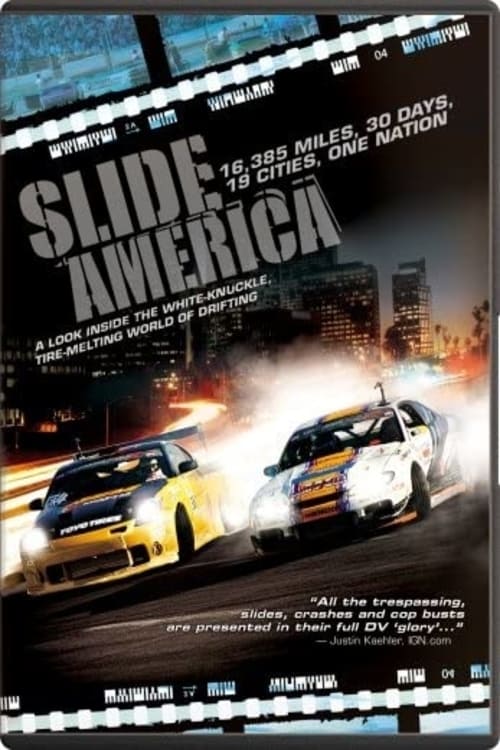 04
16,385 MILES, 30 DAYS,
19 CITIES, ONE NATION
SLIDE
AMERICA
A LOOK INSIDE THE WHITE-KNUCKLE,
TIRE-MELTING WORLD OF DRIFTING
TOYO TIRES
"All the trespassing,
slides, crashes and cop busts
are presented in their full DV 'glory'..."
— Justin Kaehler, IGN.com
04